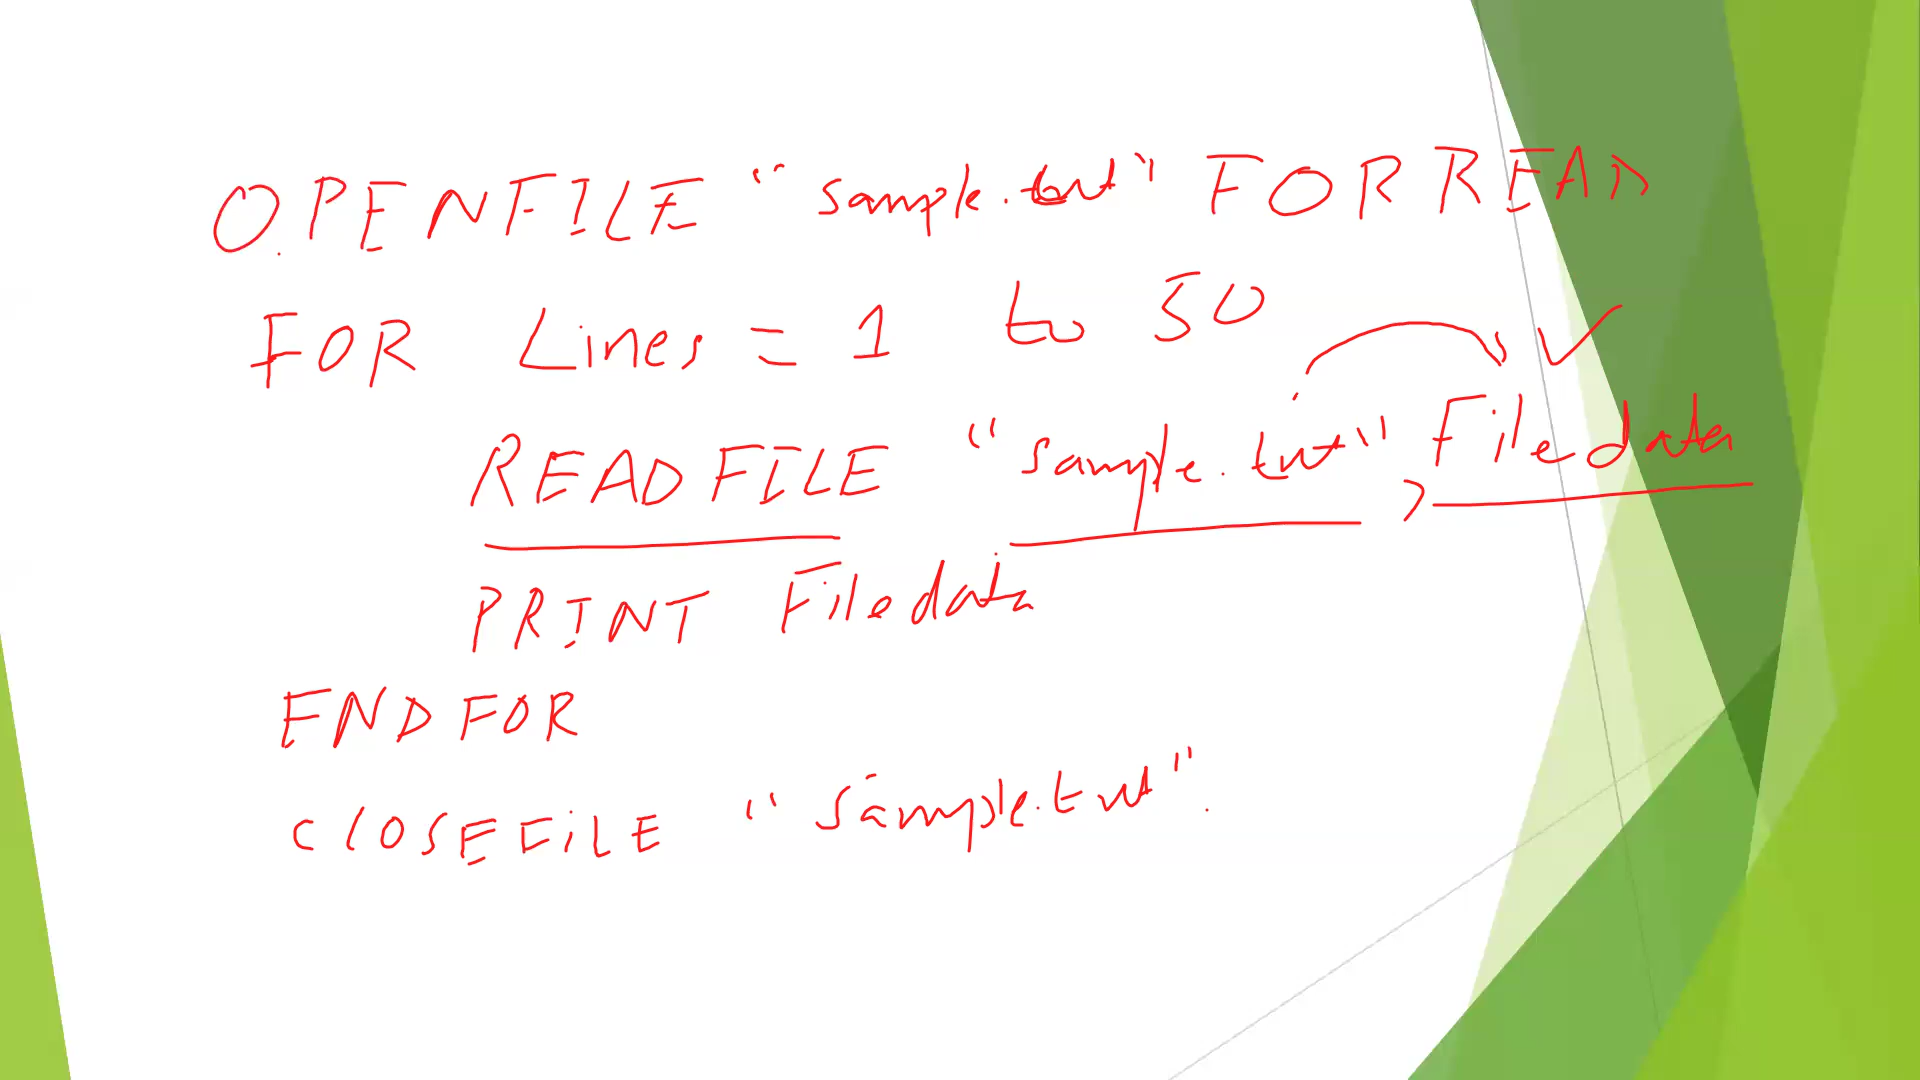 OPENFILE "sample.txt" FOR READ
FOR Lines = 1 to 50
READFILE "sample.txt", Filedata
PRINT Filedata
ENDFOR
CLOSEFILE "sample.txt".